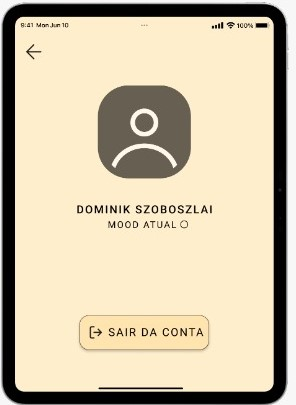 9:41 Mon Jun 10
100%
DOMINIK SZOBOSZLAI
MOOD ATUAL
SAIR DA CONTA